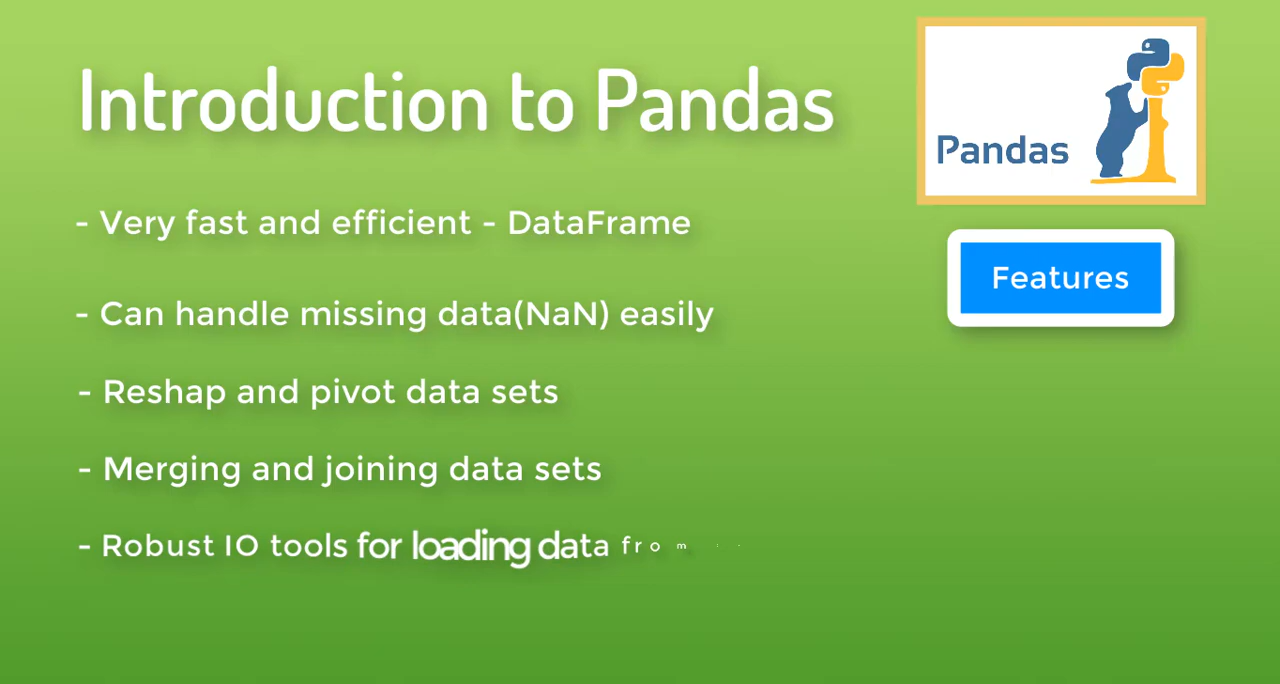 Introduction to Pandas
Pandas
Features
- Very fast and efficient - DataFrame
- Can handle missing data(NaN) easily
- Reshap and pivot data sets
- Merging and joining data sets
- Robust IO tools for loading data from